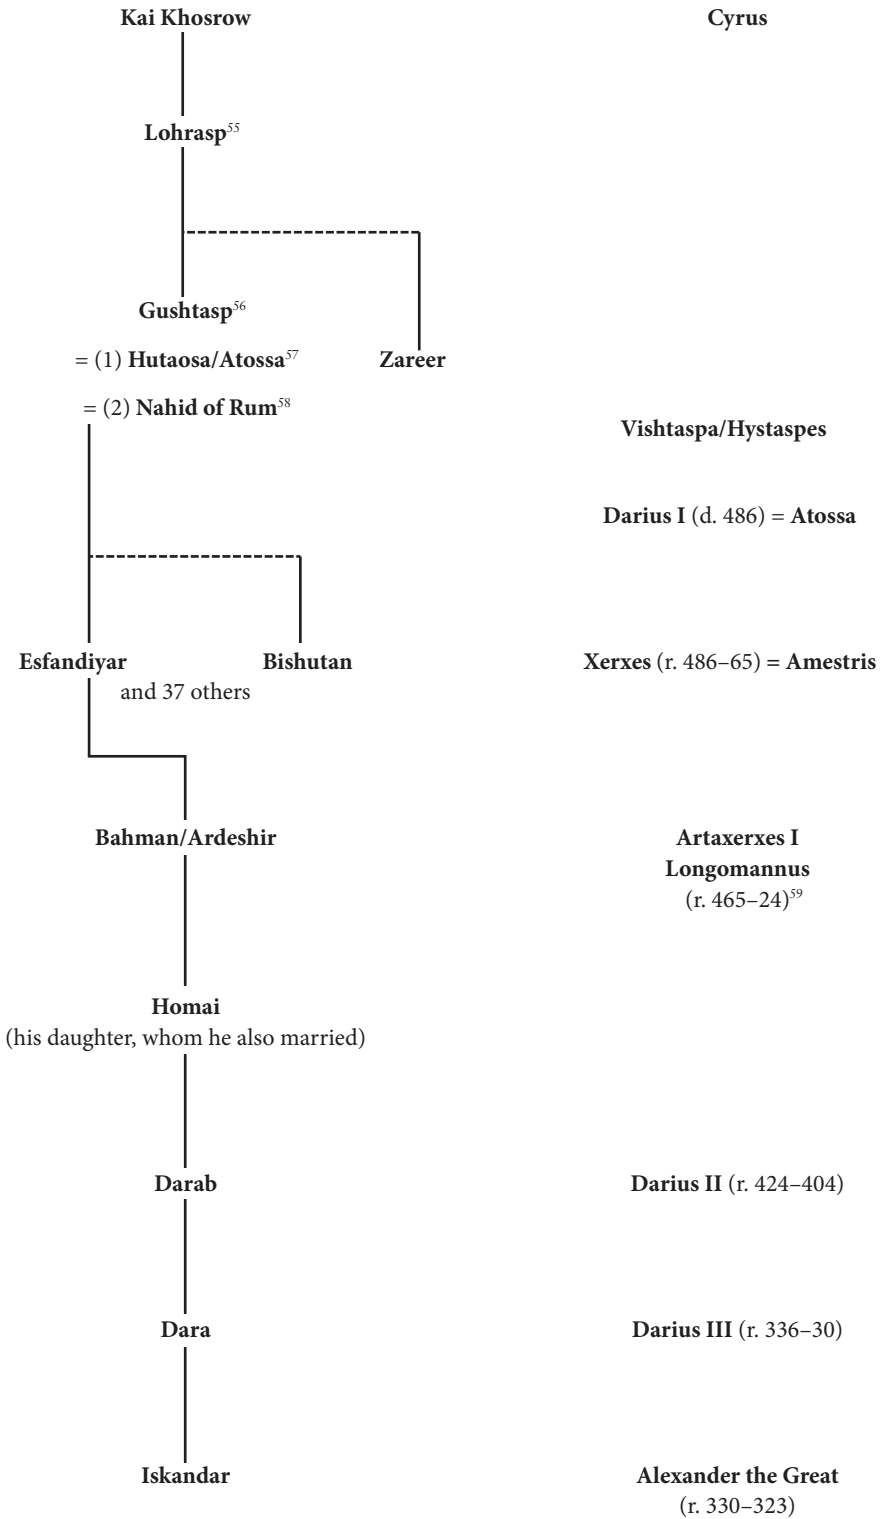 Kai Khosrow Cyrus
Lohrasp55
Gushtasp56
= (1) Hutaosa/Atossa57 Zareer
= (2) Nahid of Rum58
Vishtaspa/Hystaspes
Darius I (d. 486) = Atossa
Esfandiyar Bishutan Xerxes (r. 486–65) = Amestris
and 37 others
Bahman/Ardeshir Artaxerxes I
Longomannus
(r. 465–24)59
Homai
(his daughter, whom he also married)
Darab Darius II (r. 424–404)
Dara Darius III (r. 336–30)
Iskandar Alexander the Great
(r. 330–323)